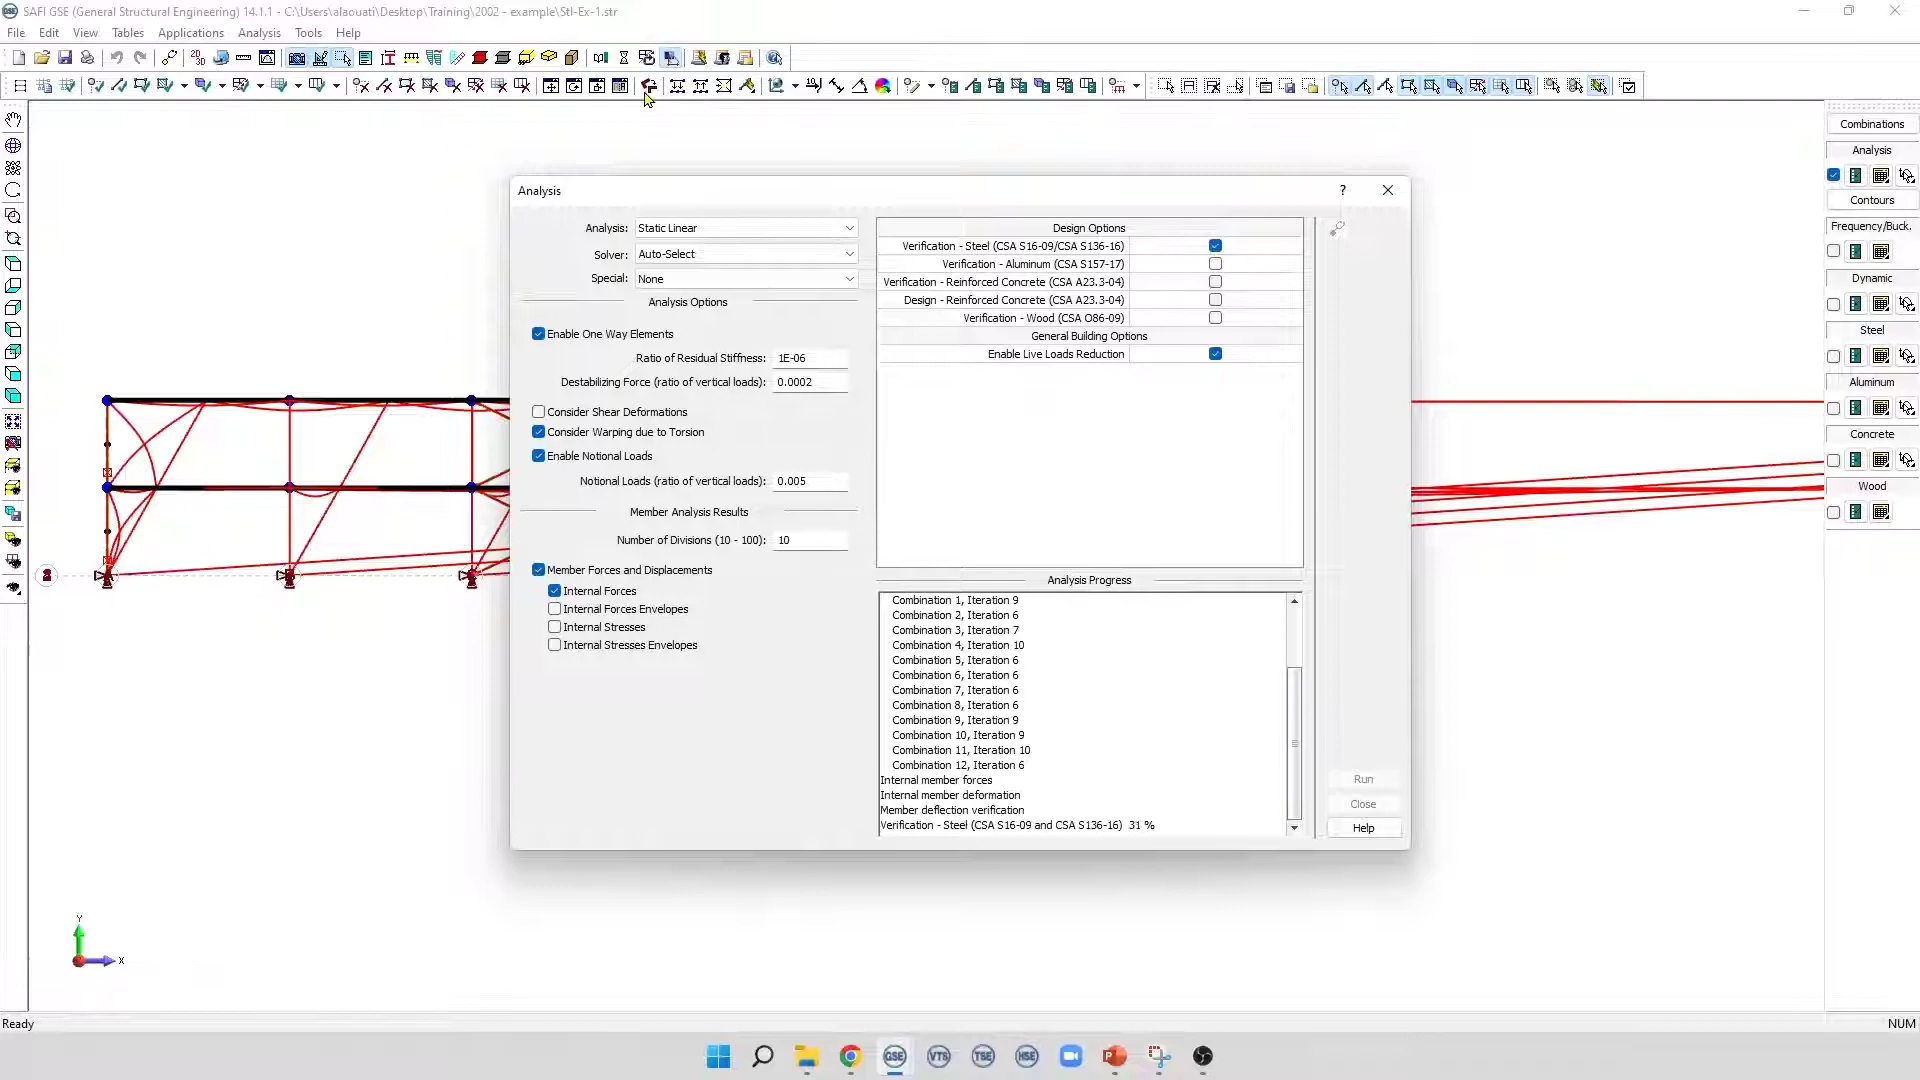 SAFI GSE (General Structural Engineering) 14.1.1 - C:\Users\alaouati\Desktop\Training\2002 - example\Stl-Ex-1.str
File Edit View Tables Applications Analysis Tools Help
Combinations
Analysis
Contours
Frequency/Buck.
Dynamic
Steel
Aluminum
Concrete
Wood
2
Analysis ?
Analysis: Static Linear
Solver: Auto-Select
Special: None
Analysis Options
Enable One Way Elements
Ratio of Residual Stiffness: 1E-06
Destabilizing Force (ratio of vertical loads): 0.0002
Consider Shear Deformations
Consider Warping due to Torsion
Enable Notional Loads
Notional Loads (ratio of vertical loads): 0.005
Member Analysis Results
Number of Divisions (10 - 100): 10
Member Forces and Displacements
Internal Forces
Internal Forces Envelopes
Internal Stresses
Internal Stresses Envelopes
Design Options
Verification - Steel (CSA S16-09/CSA S136-16)
Verification - Aluminum (CSA S157-17)
Verification - Reinforced Concrete (CSA A23.3-04)
Design - Reinforced Concrete (CSA A23.3-04)
Verification - Wood (CSA O86-09)
General Building Options
Enable Live Loads Reduction
Analysis Progress
Combination 1, Iteration 9
Combination 2, Iteration 6
Combination 3, Iteration 7
Combination 4, Iteration 10
Combination 5, Iteration 6
Combination 6, Iteration 6
Combination 7, Iteration 6
Combination 8, Iteration 6
Combination 9, Iteration 9
Combination 10, Iteration 9
Combination 11, Iteration 10
Combination 12, Iteration 6
Internal member forces
Internal member deformation
Member deflection verification
Verification - Steel (CSA S16-09 and CSA S136-16) 31 %
Run
Close
Help
Y
X
Ready NUM
GSE VTS TSE HSE